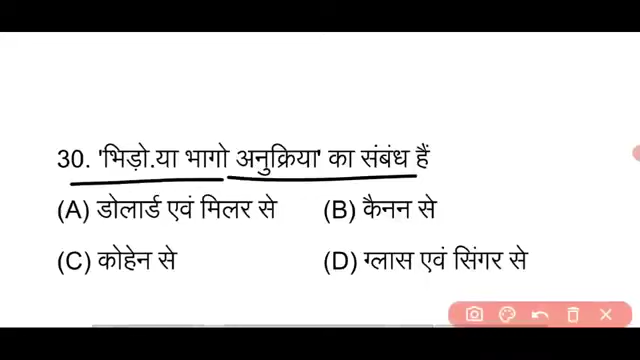 30. 'भिड़ो.या भागो अनुक्रिया' का संबंध हैं
(A) डोलार्ड एवं मिलर से (B) कैनन से
(C) कोहेन से (D) ग्लास एवं सिंगर से